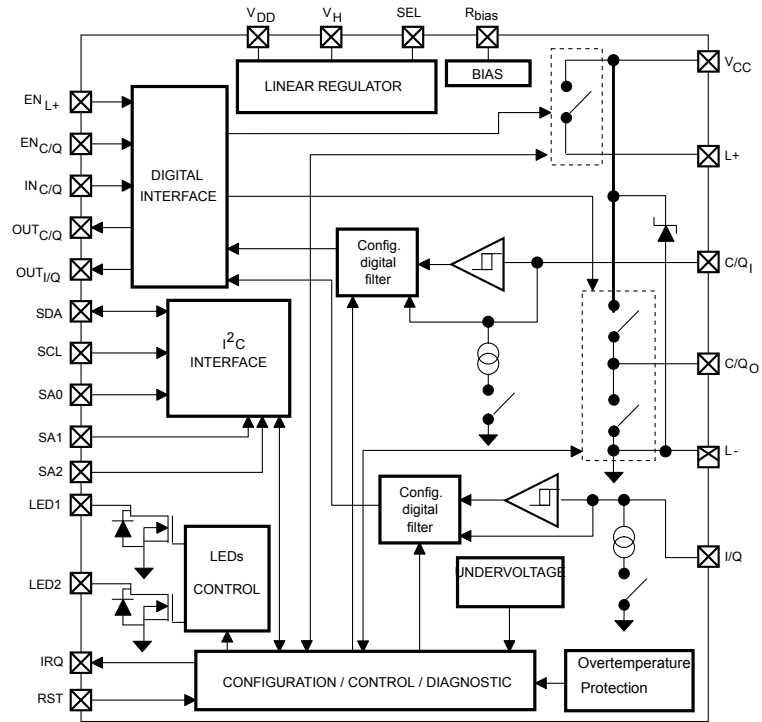 VDD
VH
SEL
Rbias
LINEAR REGULATOR
BIAS
VCC
ENL+
ENC/Q
INC/Q
OUTC/Q
OUTI/Q
DIGITAL
INTERFACE
L+
Config.
digital
filter
C/QI
SDA
SCL
SA0
SA1
SA2
I2C
INTERFACE
C/QO
L-
LED1
LED2
LEDs
CONTROL
Config.
digital
filter
UNDERVOLTAGE
I/Q
IRQ
RST
CONFIGURATION / CONTROL / DIAGNOSTIC
Overtemperature
Protection